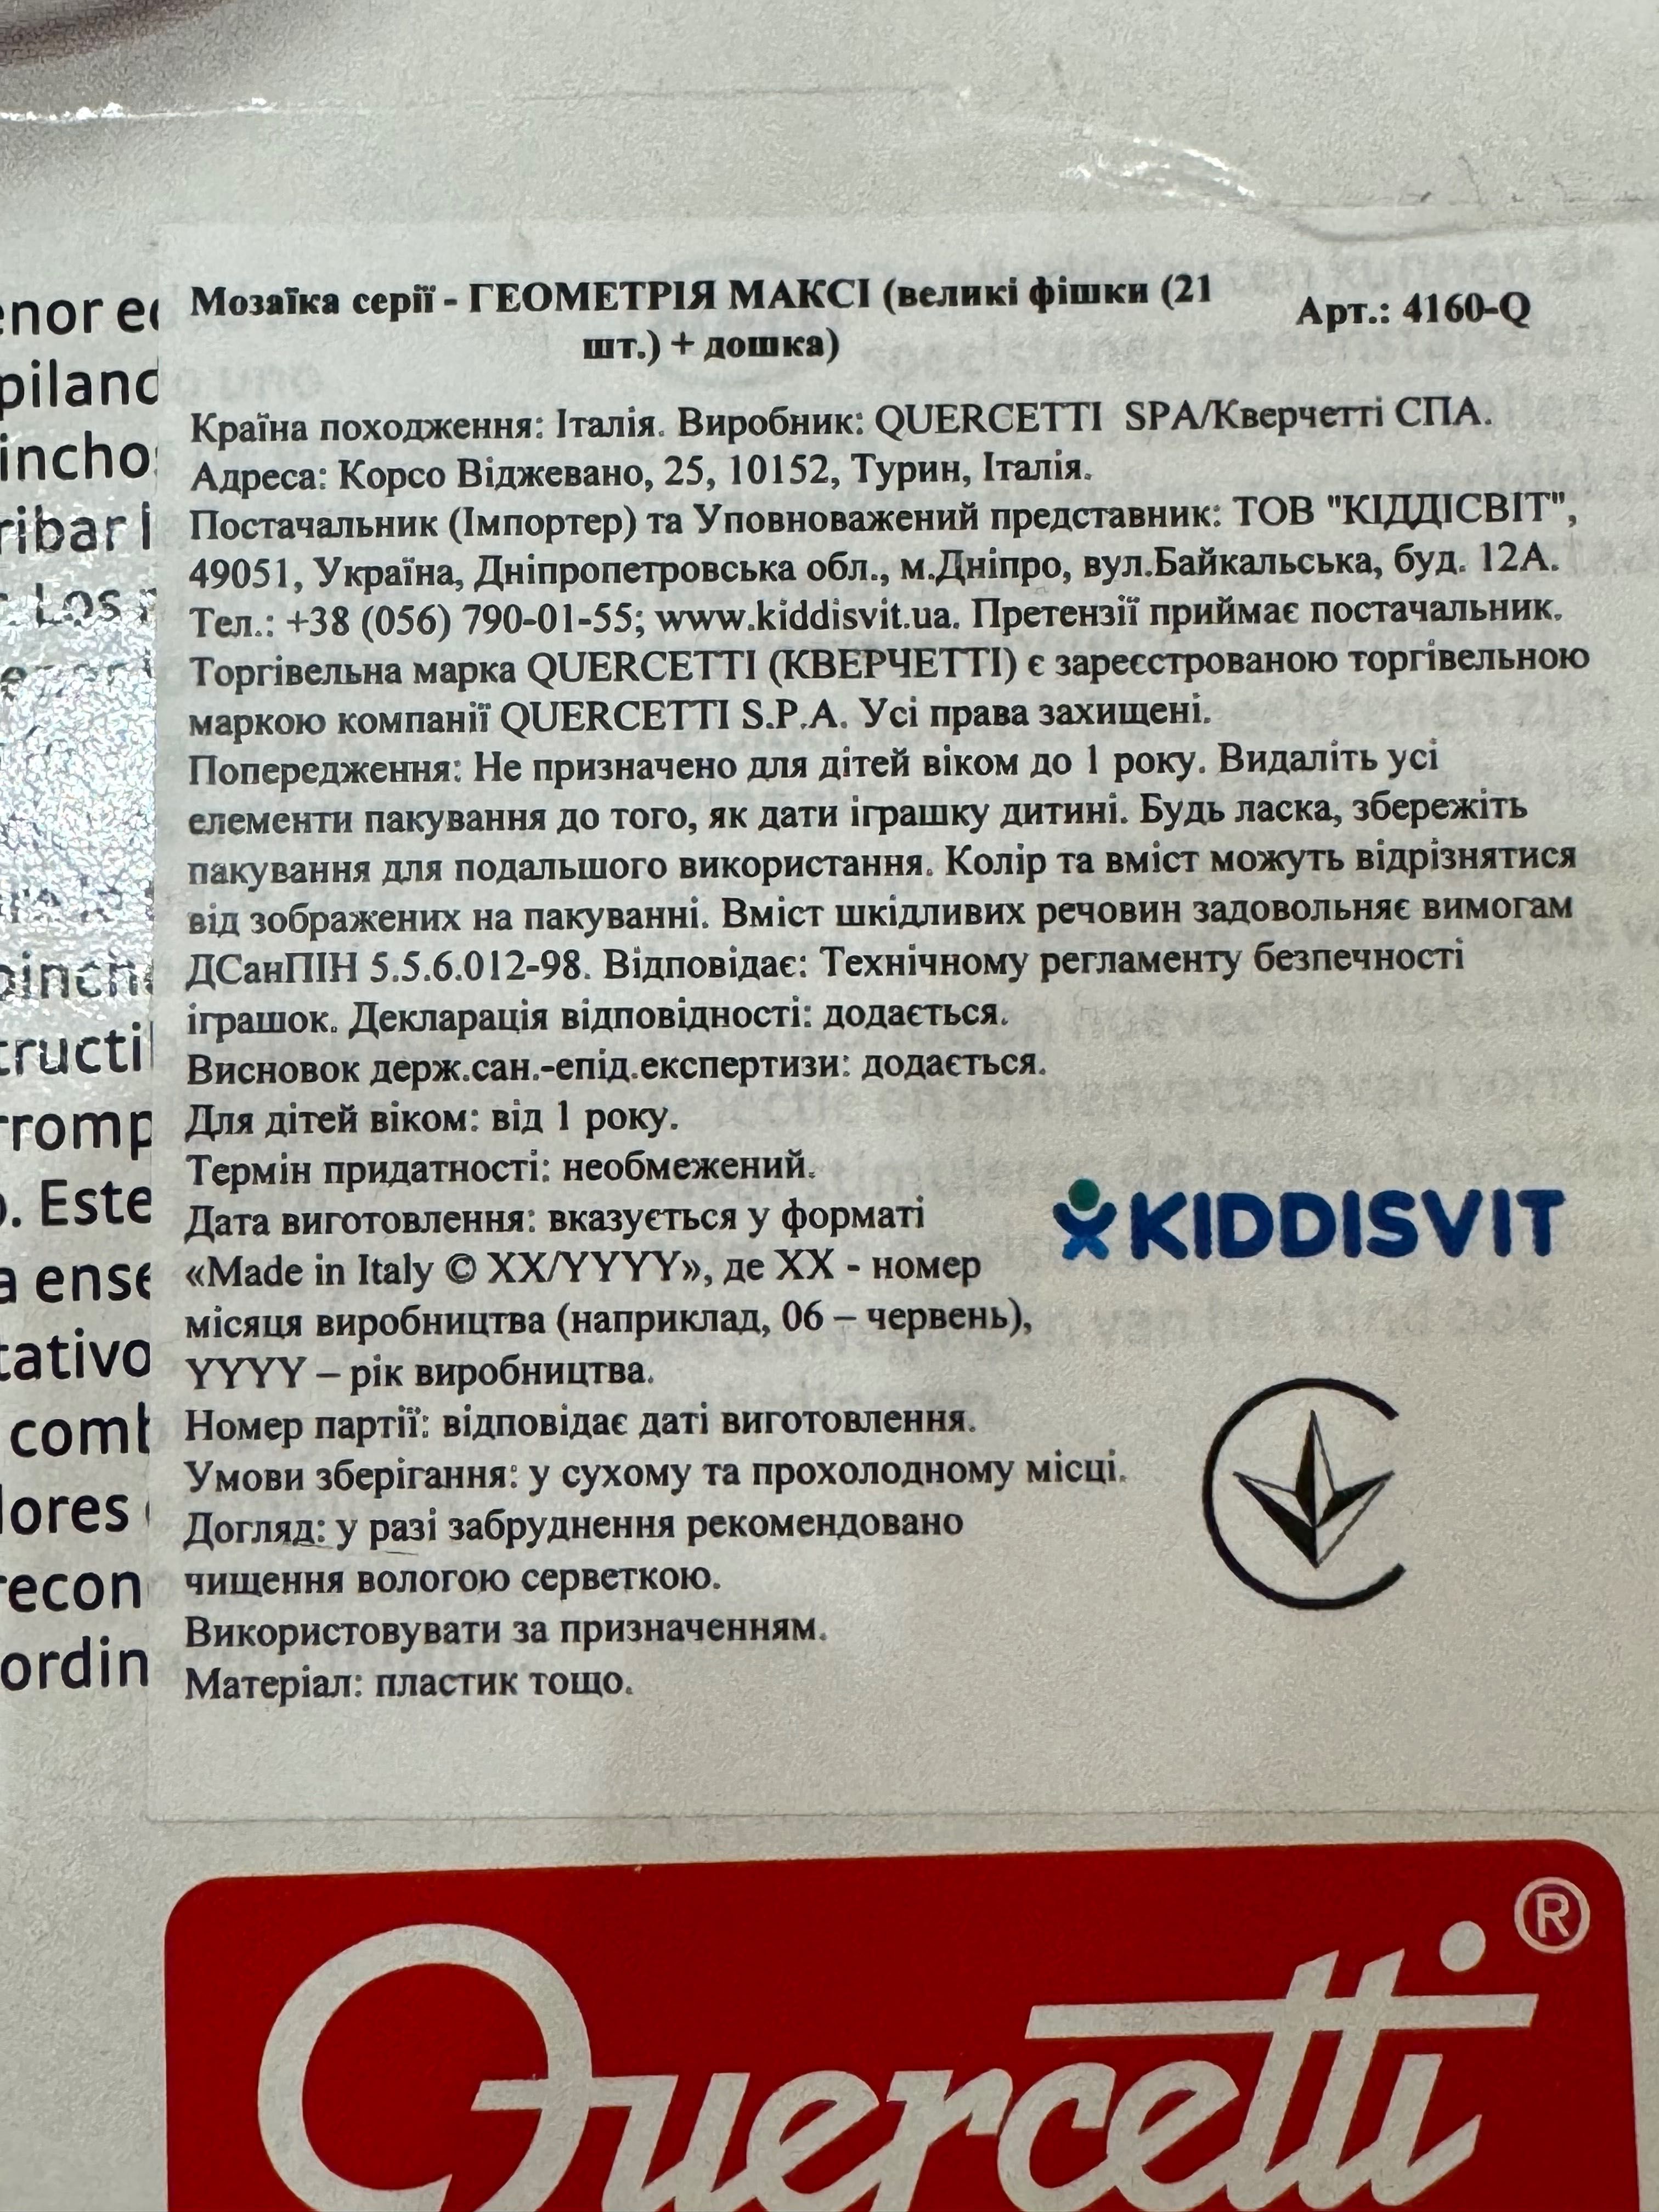 Мозаїка серії - ГЕОМЕТРІЯ МАКСІ (великі фішки (21
шт.) + дошка)
Арт.: 4160-Q
Країна походження: Італія. Виробник: QUERCETTI SPA/Кверчетті СПА.
Адреса: Корсо Віджевано, 25, 10152, Турин, Італія.
Постачальник (Імпортер) та Уповноважений представник: ТОВ "КІДДІСВІТ",
49051, Україна, Дніпропетровська обл., м.Дніпро, вул.Байкальська, буд. 12А.
Тел.: +38 (056) 790-01-55; www.kiddisvit.ua. Претензії приймає постачальник.
Торгівельна марка QUERCETTI (КВЕРЧЕТТІ) є зареєстрованою торгівельною
маркою компанії QUERCETTI S.P.A. Усі права захищені.
Попередження: Не призначено для дітей віком до 1 року. Видаліть усі
елементи пакування до того, як дати іграшку дитині. Будь ласка, збережіть
пакування для подальшого використання. Колір та вміст можуть відрізнятися
від зображених на пакуванні. Вміст шкідливих речовин задовольняє вимогам
ДСанПІН 5.5.6.012-98. Відповідає: Технічному регламенту безпечності
іграшок. Декларація відповідності: додається.
Висновок держ.сан.-епід.експертизи: додається.
Для дітей віком: від 1 року.
Термін придатності: необмежений.
Дата виготовлення: вказується у форматі
«Made in Italy © XX/YYYY», де XX - номер
місяця виробництва (наприклад, 06 – червень),
YYYY – рік виробництва.
Номер партії: відповідає даті виготовлення.
Умови зберігання: у сухому та прохолодному місці.
Догляд: у разі забруднення рекомендовано
чищення вологою серветкою.
Використовувати за призначенням.
Матеріал: пластик тощо.
KIDDISVIT
enor
Los
. Este
Quercetti ®